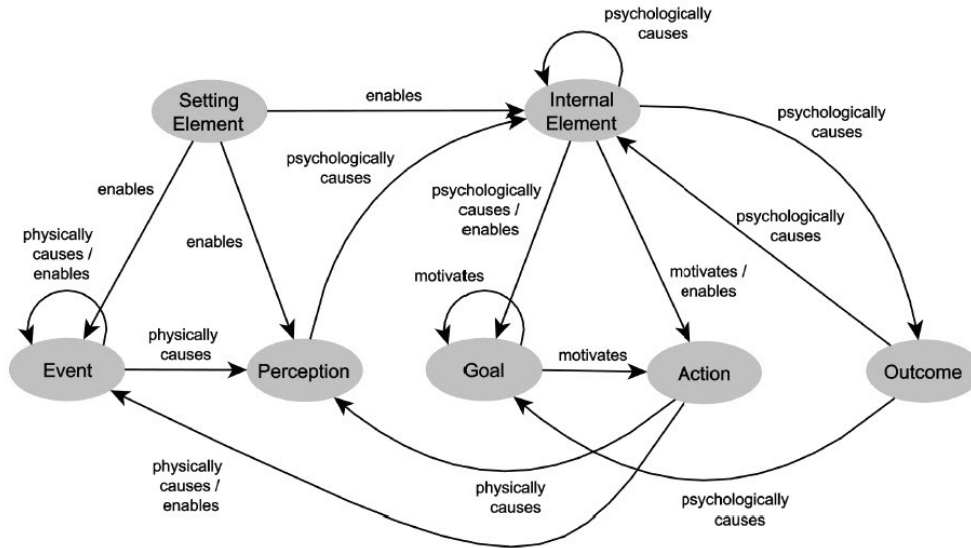 psychologically
causes
Setting
Element
enables
Internal
Element
psychologically
causes
psychologically
causes
enables
psychologically
causes /
enables
psychologically
causes
physically
causes /
enables
enables
motivates
motivates /
enables
physically
causes
motivates
Event
Perception
Goal
Action
Outcome
physically
causes /
enables
physically
causes
psychologically
causes